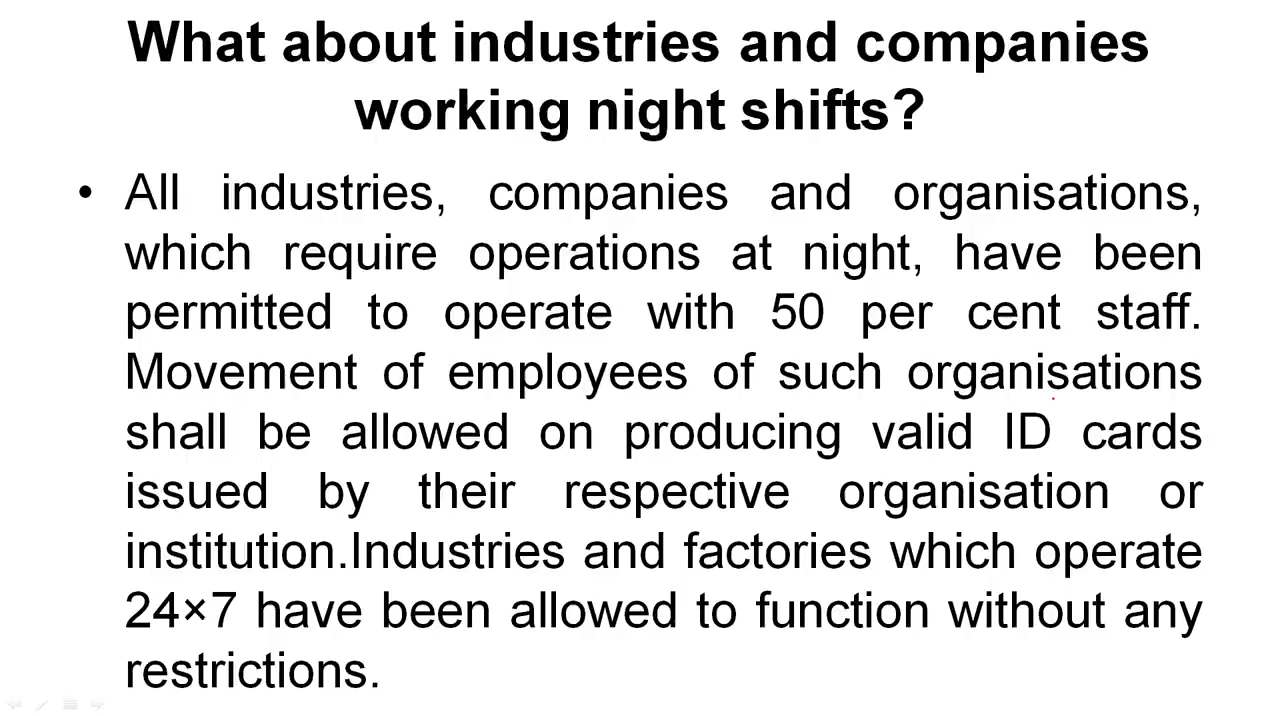 What about industries and companies
working night shifts?
• All industries, companies and organisations,
which require operations at night, have been
permitted to operate with 50 per cent staff.
Movement of employees of such organisations
shall be allowed on producing valid ID cards
issued by their respective organisation or
institution.Industries and factories which operate
24×7 have been allowed to function without any
restrictions.